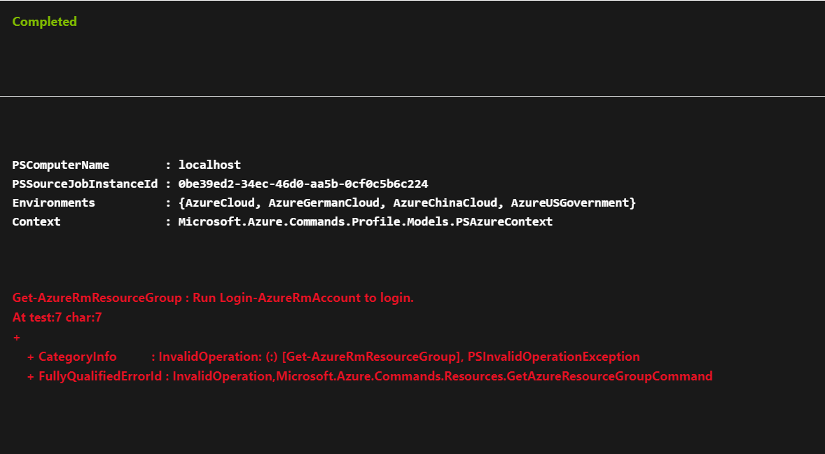 Completed
PSComputerName        : localhost
PSSourceJobInstanceId : 0be39ed2-34ec-46d0-aa5b-0cf0c5b6c224
Environments          : {AzureCloud, AzureGermanCloud, AzureChinaCloud, AzureUSGovernment}
Context               : Microsoft.Azure.Commands.Profile.Models.PSAzureContext
Get-AzureRmResourceGroup : Run Login-AzureRmAccount to login.
At test:7 char:7
+
    + CategoryInfo          : InvalidOperation: (:) [Get-AzureRmResourceGroup], PSInvalidOperationException
    + FullyQualifiedErrorId : InvalidOperation,Microsoft.Azure.Commands.Resources.GetAzureResourceGroupCommand